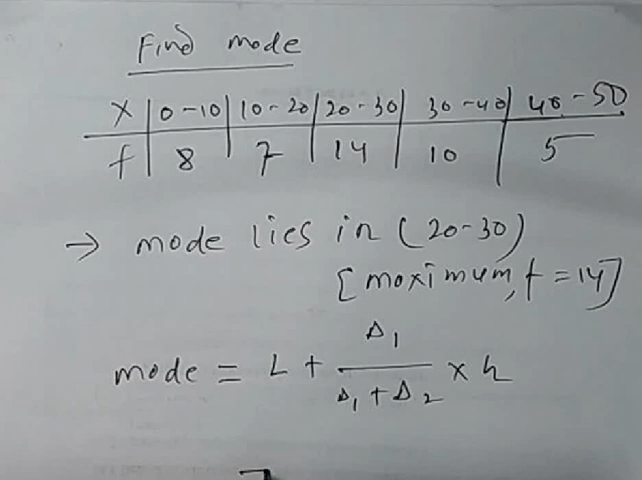 Find mode
X | 0-10 | 10-20 | 20-30 | 30-40 | 40-50
f | 8 | 7 | 14 | 10 | 5
→ mode lies in (20-30)
[moximum, f = 14]
mode = L + Δ₁ / (Δ₁ + Δ₂) × h